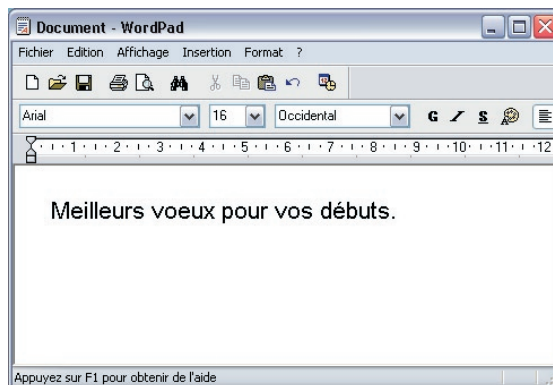 Document - WordPad
Fichier Edition Affichage Insertion Format ?
Arial 16 Occidental G I S
1 2 3 4 5 6 7 8 9 10 11 12
Meilleurs voeux pour vos débuts.
Appuyez sur F1 pour obtenir de l'aide